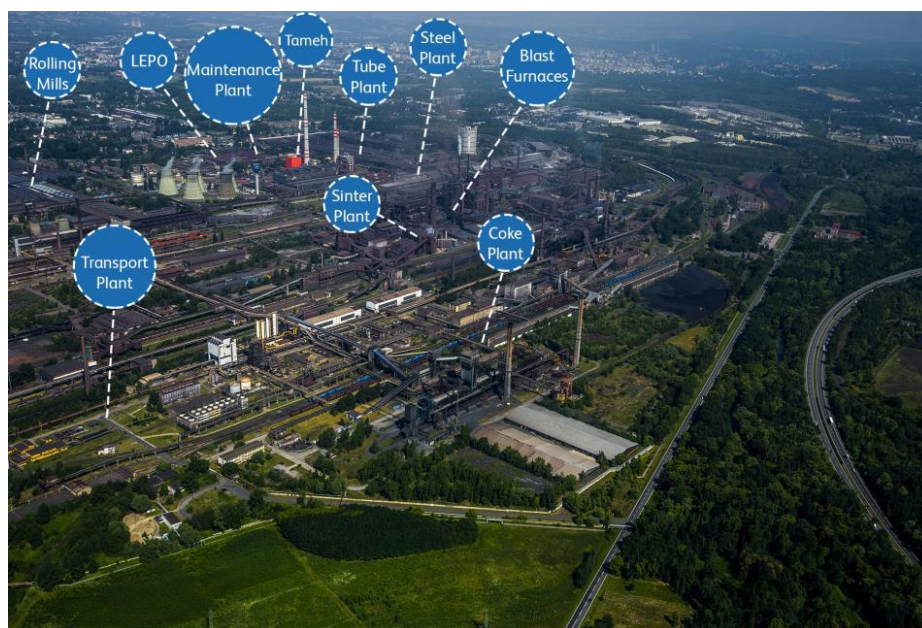 Rolling
Mills
LEPO
Maintenance
Plant
Tameh
Tube
Plant
Steel
Plant
Blast
Furnaces
Sinter
Plant
Coke
Plant
Transport
Plant